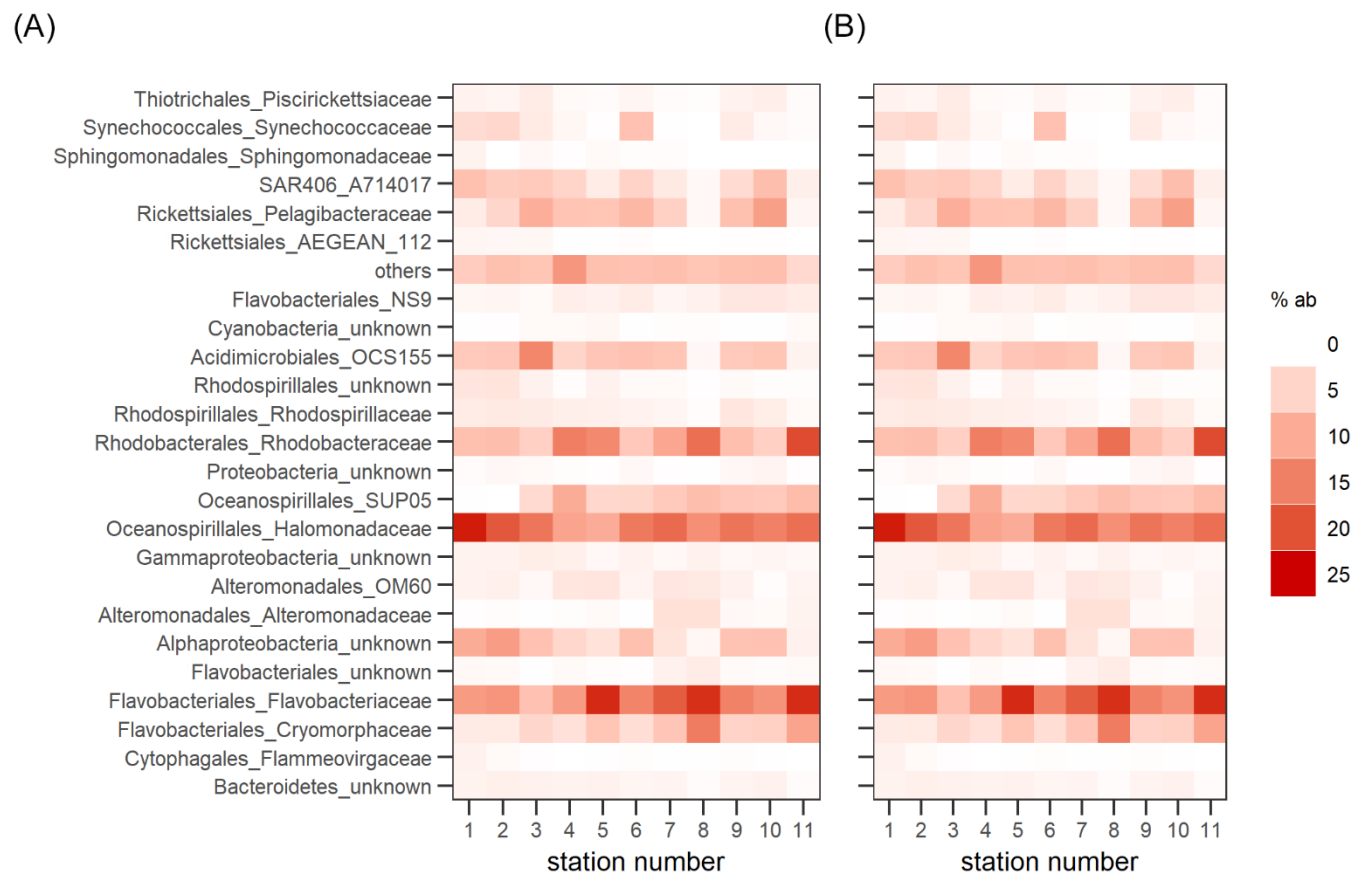 (A)
(B)
Thiotrichales_Piscirickettsiaceae
Synechococcales_Synechococcaceae
Sphingomonadales_Sphingomonadaceae
SAR406_A714017
Rickettsiales_Pelagibacteraceae
Rickettsiales_AEGEAN_112
others
Flavobacteriales_NS9
Cyanobacteria_unknown
Acidimicrobiales_OCS155
Rhodospirillales_unknown
Rhodospirillales_Rhodospirillaceae
Rhodobacterales_Rhodobacteraceae
Proteobacteria_unknown
Oceanospirillales_SUP05
Oceanospirillales_Halomonadaceae
Gammaproteobacteria_unknown
Alteromonadales_OM60
Alteromonadales_Alteromonadaceae
Alphaproteobacteria_unknown
Flavobacteriales_unknown
Flavobacteriales_Flavobacteriaceae
Flavobacteriales_Cryomorphaceae
Cytophagales_Flammeovirgaceae
Bacteroidetes_unknown
1 2 3 4 5 6 7 8 9 10 11
station number
1 2 3 4 5 6 7 8 9 10 11
station number
% ab
0
5
10
15
20
25